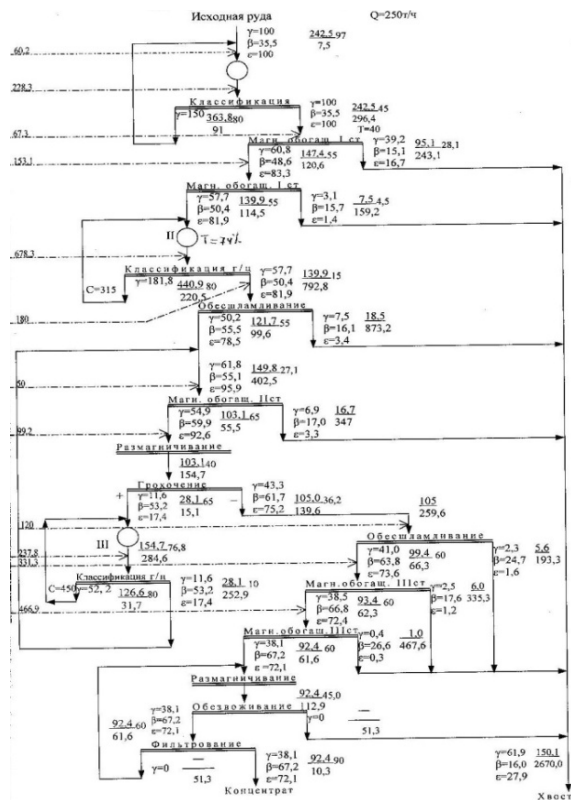 Исходная руда
Q=250т/ч
γ=100
β=35,5
ε=100
242,5 97
7,5
60,2
228,3
Классификация
γ=150
363,8 80
91
γ=100
β=35,5
ε=100
242,5 45
296,4
T=40
67,3
Магн. обогащ. I ст
γ=60,8
β=48,6
ε=83,3
147,4 55
120,6
γ=39,2
β=15,1
ε=16,7
95,1 28,1
243,1
153,1
Магн. обогащ. I ст
γ=57,7
β=50,4
ε=81,9
139,9 55
114,5
γ=3,1
β=15,7
ε=1,4
7,5 4,5
159,2
II
T=74%
678,3
Классификация г/ц
C=315
γ=181,8
440,9 80
220,5
γ=57,7
β=50,4
ε=81,9
139,9 15
792,8
180
Обесшламливание
γ=50,2
β=55,5
ε=78,5
121,7 55
99,6
γ=7,5
β=16,1
ε=3,4
18,5
873,2
γ=61,8
β=55,1
ε=95,9
149,8 27,1
402,5
50
Магн. обогащ. IIст
γ=54,9
β=59,9
ε=92,6
103,1 65
55,5
γ=6,9
β=17,0
ε=3,3
16,7
347
99,2
Размагничивание
103,1 40
154,7
Грохочение
+
γ=11,6
β=53,2
ε=17,4
28,1 65
15,1
–
γ=43,3
β=61,7
ε=75,2
105,0 36,2
139,6
105
259,6
120
III
154,7 76,8
284,6
237,8
331,3
Обесшламливание
γ=41,0
β=63,8
ε=73,6
99,4 60
66,3
γ=2,3
β=24,7
ε=1,6
5,6
193,3
Классификация г/ц
C=450
γ=52,2
126,6 80
31,7
γ=11,6
β=53,2
ε=17,4
28,1 10
252,9
Магн.обогащ. IIIст
γ=38,5
β=66,8
ε=72,4
93,4 60
62,3
γ=2,5
β=17,6
ε=1,2
6,0
335,3
466,9
Магн.обогащ.IIIст
γ=38,1
β=67,2
ε=72,1
92,4 60
61,6
γ=0,4
β=26,6
ε=0,3
1,0
467,6
Размагничивание
92,4 45,0
112,9
Обезвоживание
γ=38,1
β=67,2
ε=72,1
92,4 60
61,6
γ=0
—
51,3
Фильтрование
γ=0
—
51,3
γ=38,1
β=67,2
ε=72,1
92,4 90
10,3
Концентрат
γ=61,9
β=16,0
ε=27,9
150,1
2670,0
Хвост